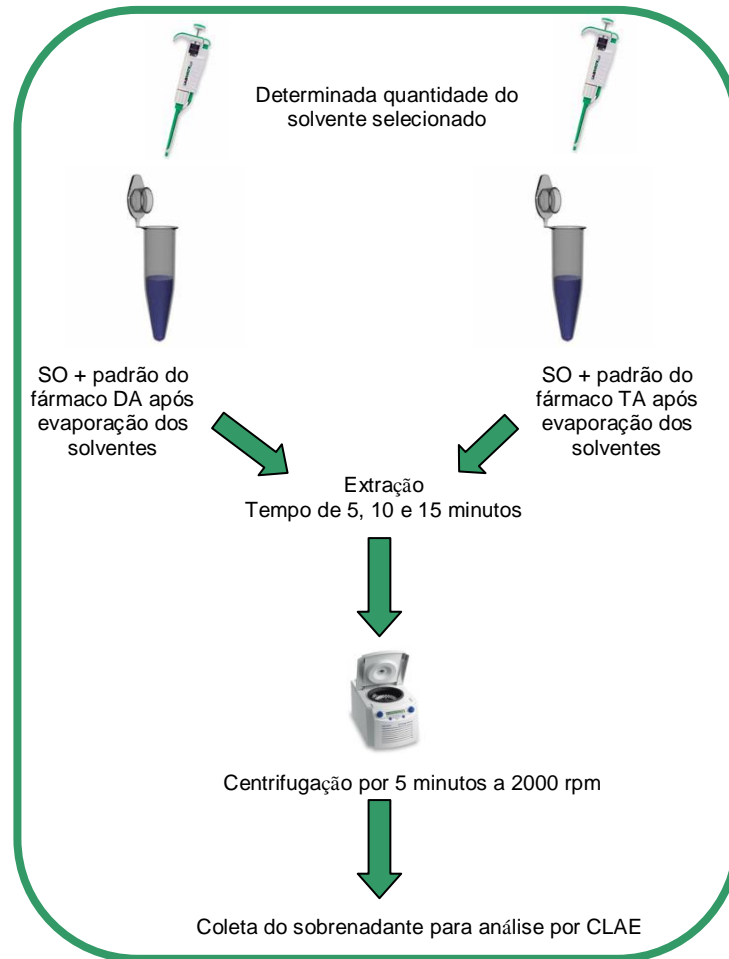 Determinada quantidade do
solvente selecionado
SO + padrão do
fármaco DA após
evaporação dos
solventes
SO + padrão do
fármaco TA após
evaporação dos
solventes
Extração
Tempo de 5, 10 e 15 minutos
Centrifugação por 5 minutos a 2000 rpm
Coleta do sobrenadante para análise por CLAE